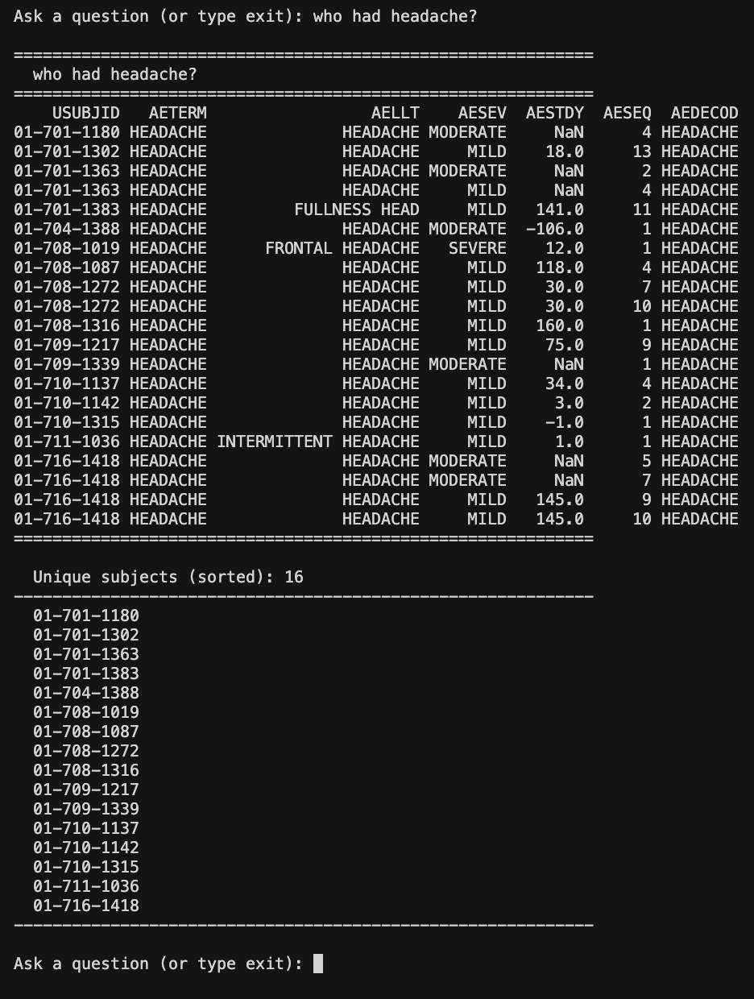 Ask a question (or type exit): who had headache?
============================================================
  who had headache?
============================================================
    USUBJID   AETERM                 AELLT    AESEV  AESTDY  AESEQ  AEDECOD
01-701-1180 HEADACHE              HEADACHE MODERATE     NaN      4 HEADACHE
01-701-1302 HEADACHE              HEADACHE     MILD    18.0     13 HEADACHE
01-701-1363 HEADACHE              HEADACHE MODERATE     NaN      2 HEADACHE
01-701-1363 HEADACHE              HEADACHE     MILD     NaN      4 HEADACHE
01-701-1383 HEADACHE         FULLNESS HEAD     MILD   141.0     11 HEADACHE
01-704-1388 HEADACHE              HEADACHE MODERATE  -106.0      1 HEADACHE
01-708-1019 HEADACHE      FRONTAL HEADACHE   SEVERE    12.0      1 HEADACHE
01-708-1087 HEADACHE              HEADACHE     MILD   118.0      4 HEADACHE
01-708-1272 HEADACHE              HEADACHE     MILD    30.0      7 HEADACHE
01-708-1272 HEADACHE              HEADACHE     MILD    30.0     10 HEADACHE
01-708-1316 HEADACHE              HEADACHE     MILD   160.0      1 HEADACHE
01-709-1217 HEADACHE              HEADACHE     MILD    75.0      9 HEADACHE
01-709-1339 HEADACHE              HEADACHE MODERATE     NaN      1 HEADACHE
01-710-1137 HEADACHE              HEADACHE     MILD    34.0      4 HEADACHE
01-710-1142 HEADACHE              HEADACHE     MILD     3.0      2 HEADACHE
01-710-1315 HEADACHE              HEADACHE     MILD    -1.0      1 HEADACHE
01-711-1036 HEADACHE INTERMITTENT HEADACHE     MILD     1.0      1 HEADACHE
01-716-1418 HEADACHE              HEADACHE MODERATE     NaN      5 HEADACHE
01-716-1418 HEADACHE              HEADACHE MODERATE     NaN      7 HEADACHE
01-716-1418 HEADACHE              HEADACHE     MILD   145.0      9 HEADACHE
01-716-1418 HEADACHE              HEADACHE     MILD   145.0     10 HEADACHE
============================================================
  Unique subjects (sorted): 16
------------------------------------------------------------
  01-701-1180
  01-701-1302
  01-701-1363
  01-701-1383
  01-704-1388
  01-708-1019
  01-708-1087
  01-708-1272
  01-708-1316
  01-709-1217
  01-709-1339
  01-710-1137
  01-710-1142
  01-710-1315
  01-711-1036
  01-716-1418
------------------------------------------------------------
Ask a question (or type exit):